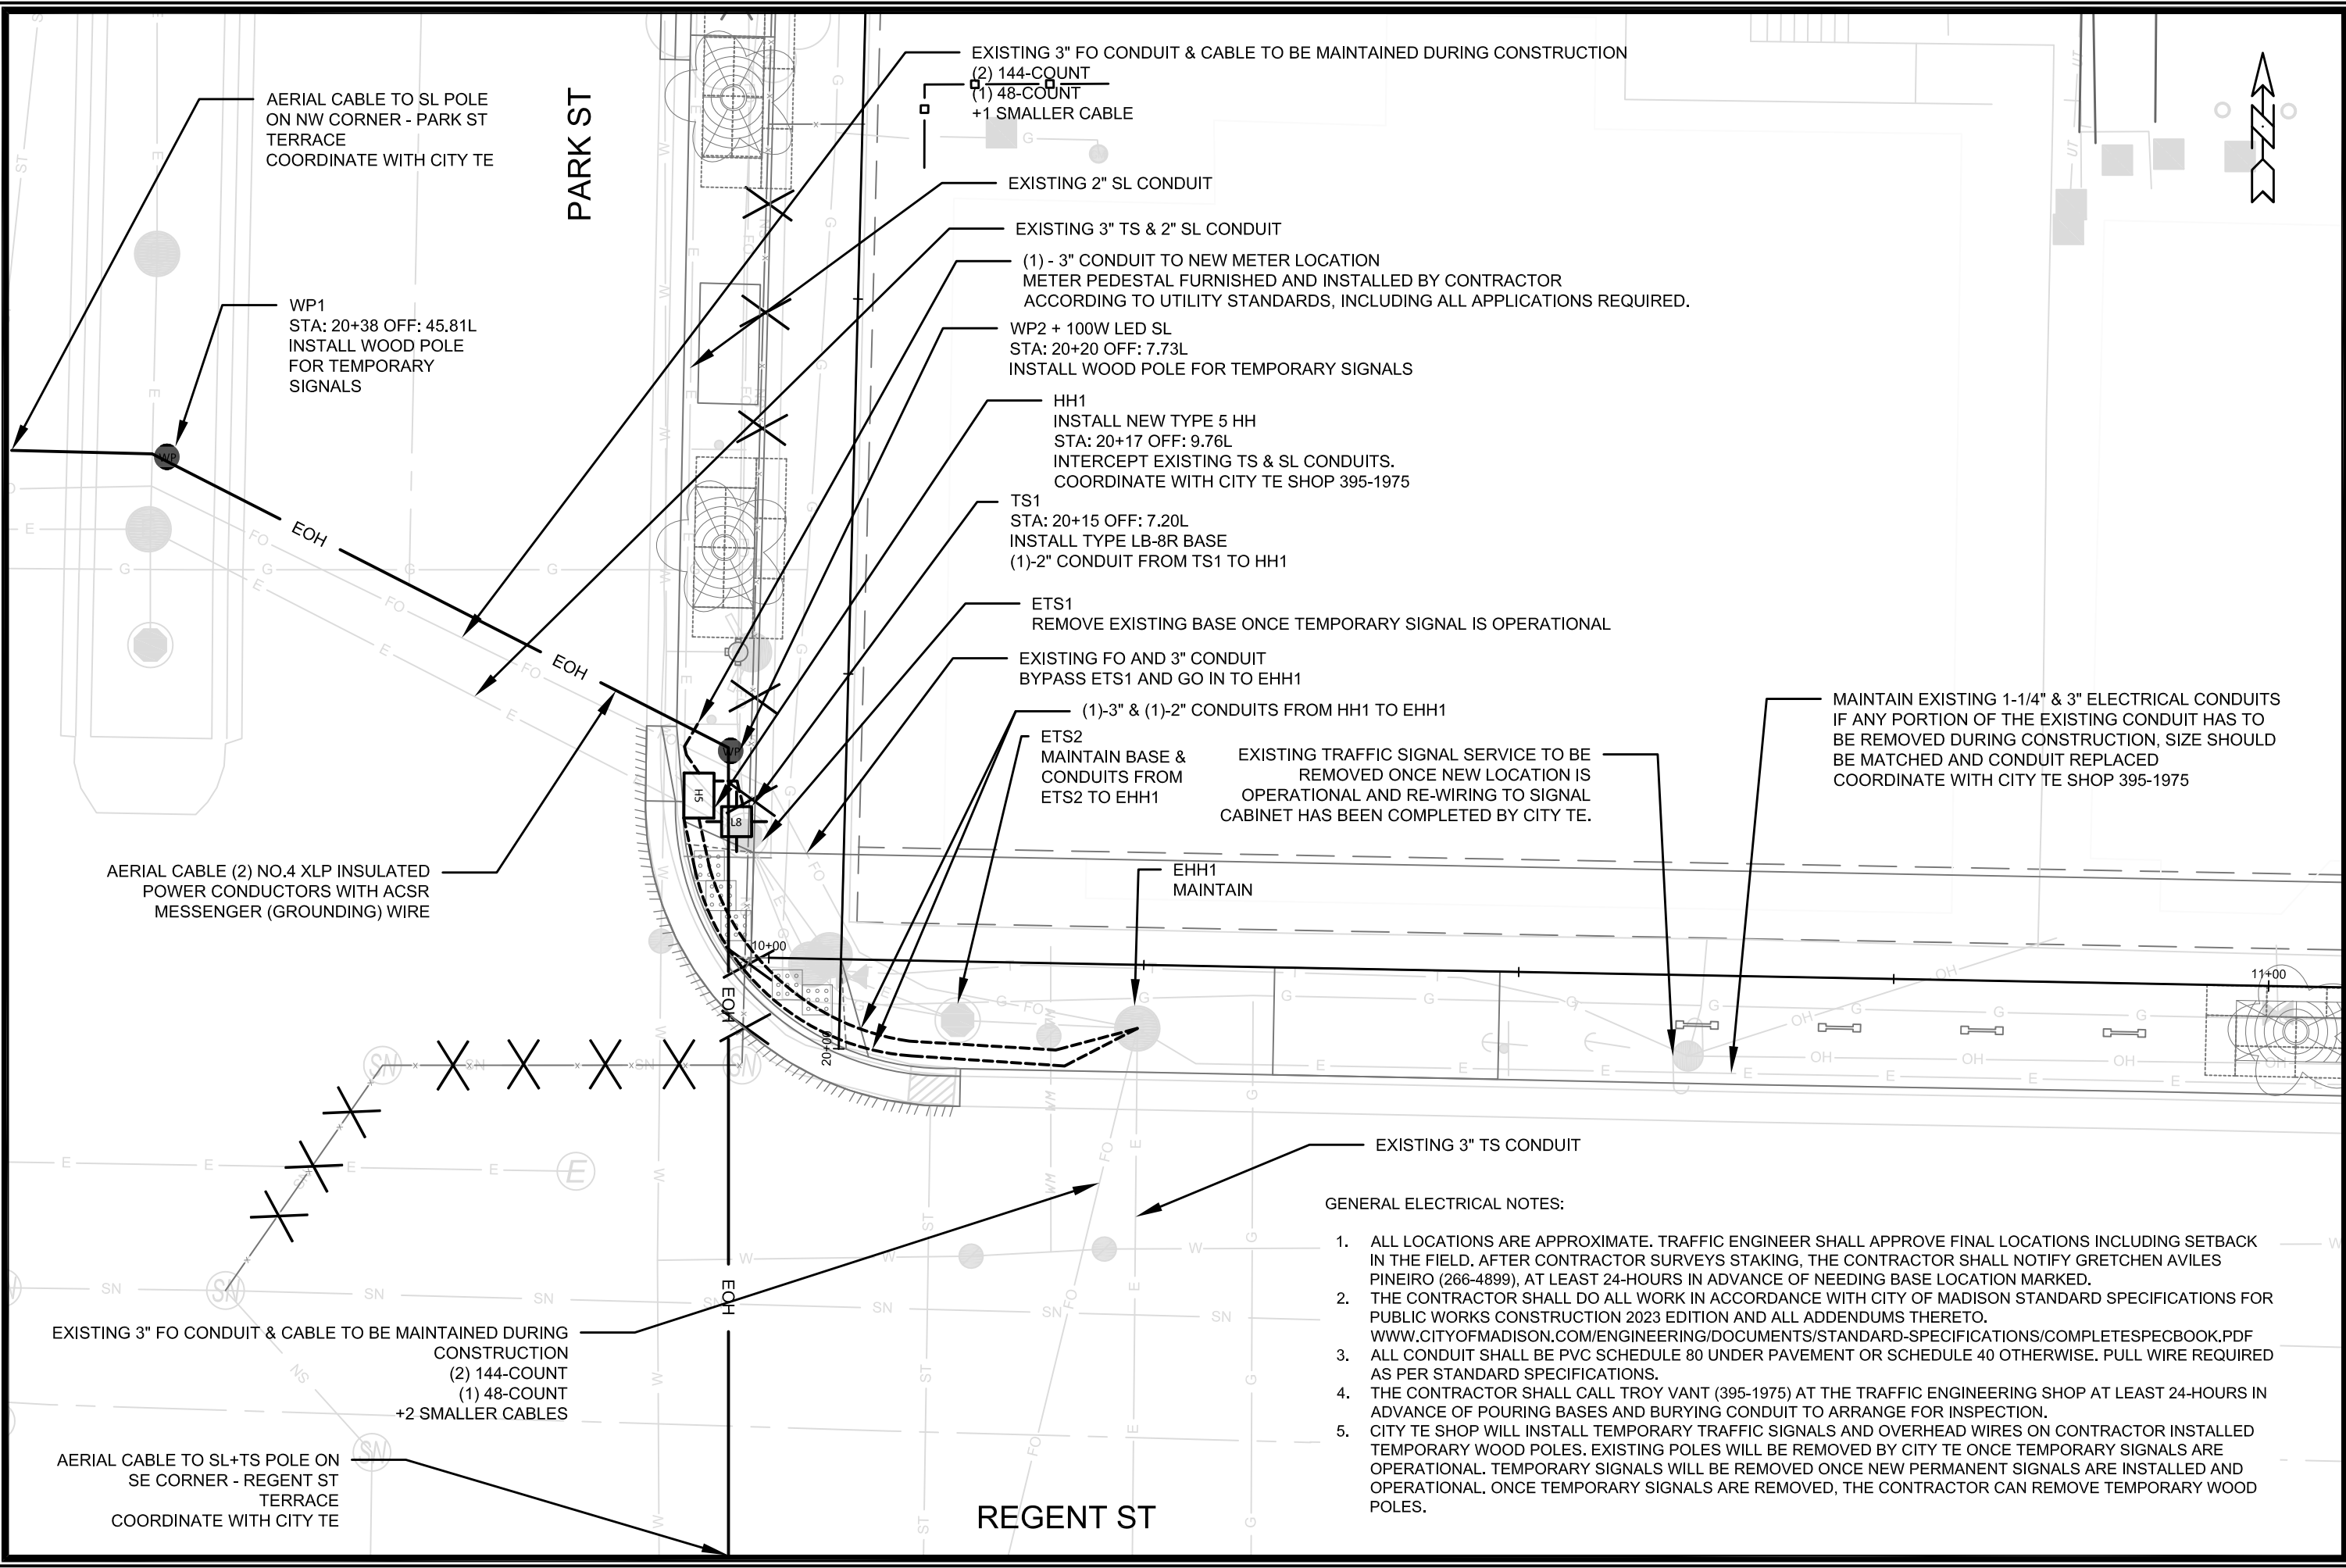 EXISTING 3" FO CONDUIT & CABLE TO BE MAINTAINED DURING CONSTRUCTION
(2) 144-COUNT
(1) 48-COUNT
+1 SMALLER CABLE
AERIAL CABLE TO SL POLE
ON NW CORNER - PARK ST
TERRACE
COORDINATE WITH CITY TE
PARK ST
EXISTING 2" SL CONDUIT
EXISTING 3" TS & 2" SL CONDUIT
(1) - 3" CONDUIT TO NEW METER LOCATION
METER PEDESTAL FURNISHED AND INSTALLED BY CONTRACTOR
ACCORDING TO UTILITY STANDARDS, INCLUDING ALL APPLICATIONS REQUIRED.
WP1
STA: 20+38 OFF: 45.81L
INSTALL WOOD POLE
FOR TEMPORARY
SIGNALS
WP2 + 100W LED SL
STA: 20+20 OFF: 7.73L
INSTALL WOOD POLE FOR TEMPORARY SIGNALS
HH1
INSTALL NEW TYPE 5 HH
STA: 20+17 OFF: 9.76L
INTERCEPT EXISTING TS & SL CONDUITS.
COORDINATE WITH CITY TE SHOP 395-1975
TS1
STA: 20+15 OFF: 7.20L
INSTALL TYPE LB-8R BASE
(1)-2" CONDUIT FROM TS1 TO HH1
WP
EOH
EOH
ETS1
REMOVE EXISTING BASE ONCE TEMPORARY SIGNAL IS OPERATIONAL
EXISTING FO AND 3" CONDUIT
BYPASS ETS1 AND GO IN TO EHH1
(1)-3" & (1)-2" CONDUITS FROM HH1 TO EHH1
ETS2
MAINTAIN BASE &
CONDUITS FROM
ETS2 TO EHH1
EXISTING TRAFFIC SIGNAL SERVICE TO BE
REMOVED ONCE NEW LOCATION IS
OPERATIONAL AND RE-WIRING TO SIGNAL
CABINET HAS BEEN COMPLETED BY CITY TE.
MAINTAIN EXISTING 1-1/4" & 3" ELECTRICAL CONDUITS
IF ANY PORTION OF THE EXISTING CONDUIT HAS TO
BE REMOVED DURING CONSTRUCTION, SIZE SHOULD
BE MATCHED AND CONDUIT REPLACED
COORDINATE WITH CITY TE SHOP 395-1975
WP
H5
L8
AERIAL CABLE (2) NO.4 XLP INSULATED
POWER CONDUCTORS WITH ACSR
MESSENGER (GROUNDING) WIRE
EHH1
MAINTAIN
10+00
11+00
EOH
20+00
EXISTING 3" TS CONDUIT
EOH
EXISTING 3" FO CONDUIT & CABLE TO BE MAINTAINED DURING
CONSTRUCTION
(2) 144-COUNT
(1) 48-COUNT
+2 SMALLER CABLES
AERIAL CABLE TO SL+TS POLE ON
SE CORNER - REGENT ST
TERRACE
COORDINATE WITH CITY TE
REGENT ST
GENERAL ELECTRICAL NOTES:
1. ALL LOCATIONS ARE APPROXIMATE. TRAFFIC ENGINEER SHALL APPROVE FINAL LOCATIONS INCLUDING SETBACK
IN THE FIELD. AFTER CONTRACTOR SURVEYS STAKING, THE CONTRACTOR SHALL NOTIFY GRETCHEN AVILES
PINEIRO (266-4899), AT LEAST 24-HOURS IN ADVANCE OF NEEDING BASE LOCATION MARKED.
2. THE CONTRACTOR SHALL DO ALL WORK IN ACCORDANCE WITH CITY OF MADISON STANDARD SPECIFICATIONS FOR
PUBLIC WORKS CONSTRUCTION 2023 EDITION AND ALL ADDENDUMS THERETO.
WWW.CITYOFMADISON.COM/ENGINEERING/DOCUMENTS/STANDARD-SPECIFICATIONS/COMPLETESPECBOOK.PDF
3. ALL CONDUIT SHALL BE PVC SCHEDULE 80 UNDER PAVEMENT OR SCHEDULE 40 OTHERWISE. PULL WIRE REQUIRED
AS PER STANDARD SPECIFICATIONS.
4. THE CONTRACTOR SHALL CALL TROY VANT (395-1975) AT THE TRAFFIC ENGINEERING SHOP AT LEAST 24-HOURS IN
ADVANCE OF POURING BASES AND BURYING CONDUIT TO ARRANGE FOR INSPECTION.
5. CITY TE SHOP WILL INSTALL TEMPORARY TRAFFIC SIGNALS AND OVERHEAD WIRES ON CONTRACTOR INSTALLED
TEMPORARY WOOD POLES. EXISTING POLES WILL BE REMOVED BY CITY TE ONCE TEMPORARY SIGNALS ARE
OPERATIONAL. TEMPORARY SIGNALS WILL BE REMOVED ONCE NEW PERMANENT SIGNALS ARE INSTALLED AND
OPERATIONAL. ONCE TEMPORARY SIGNALS ARE REMOVED, THE CONTRACTOR CAN REMOVE TEMPORARY WOOD
POLES.